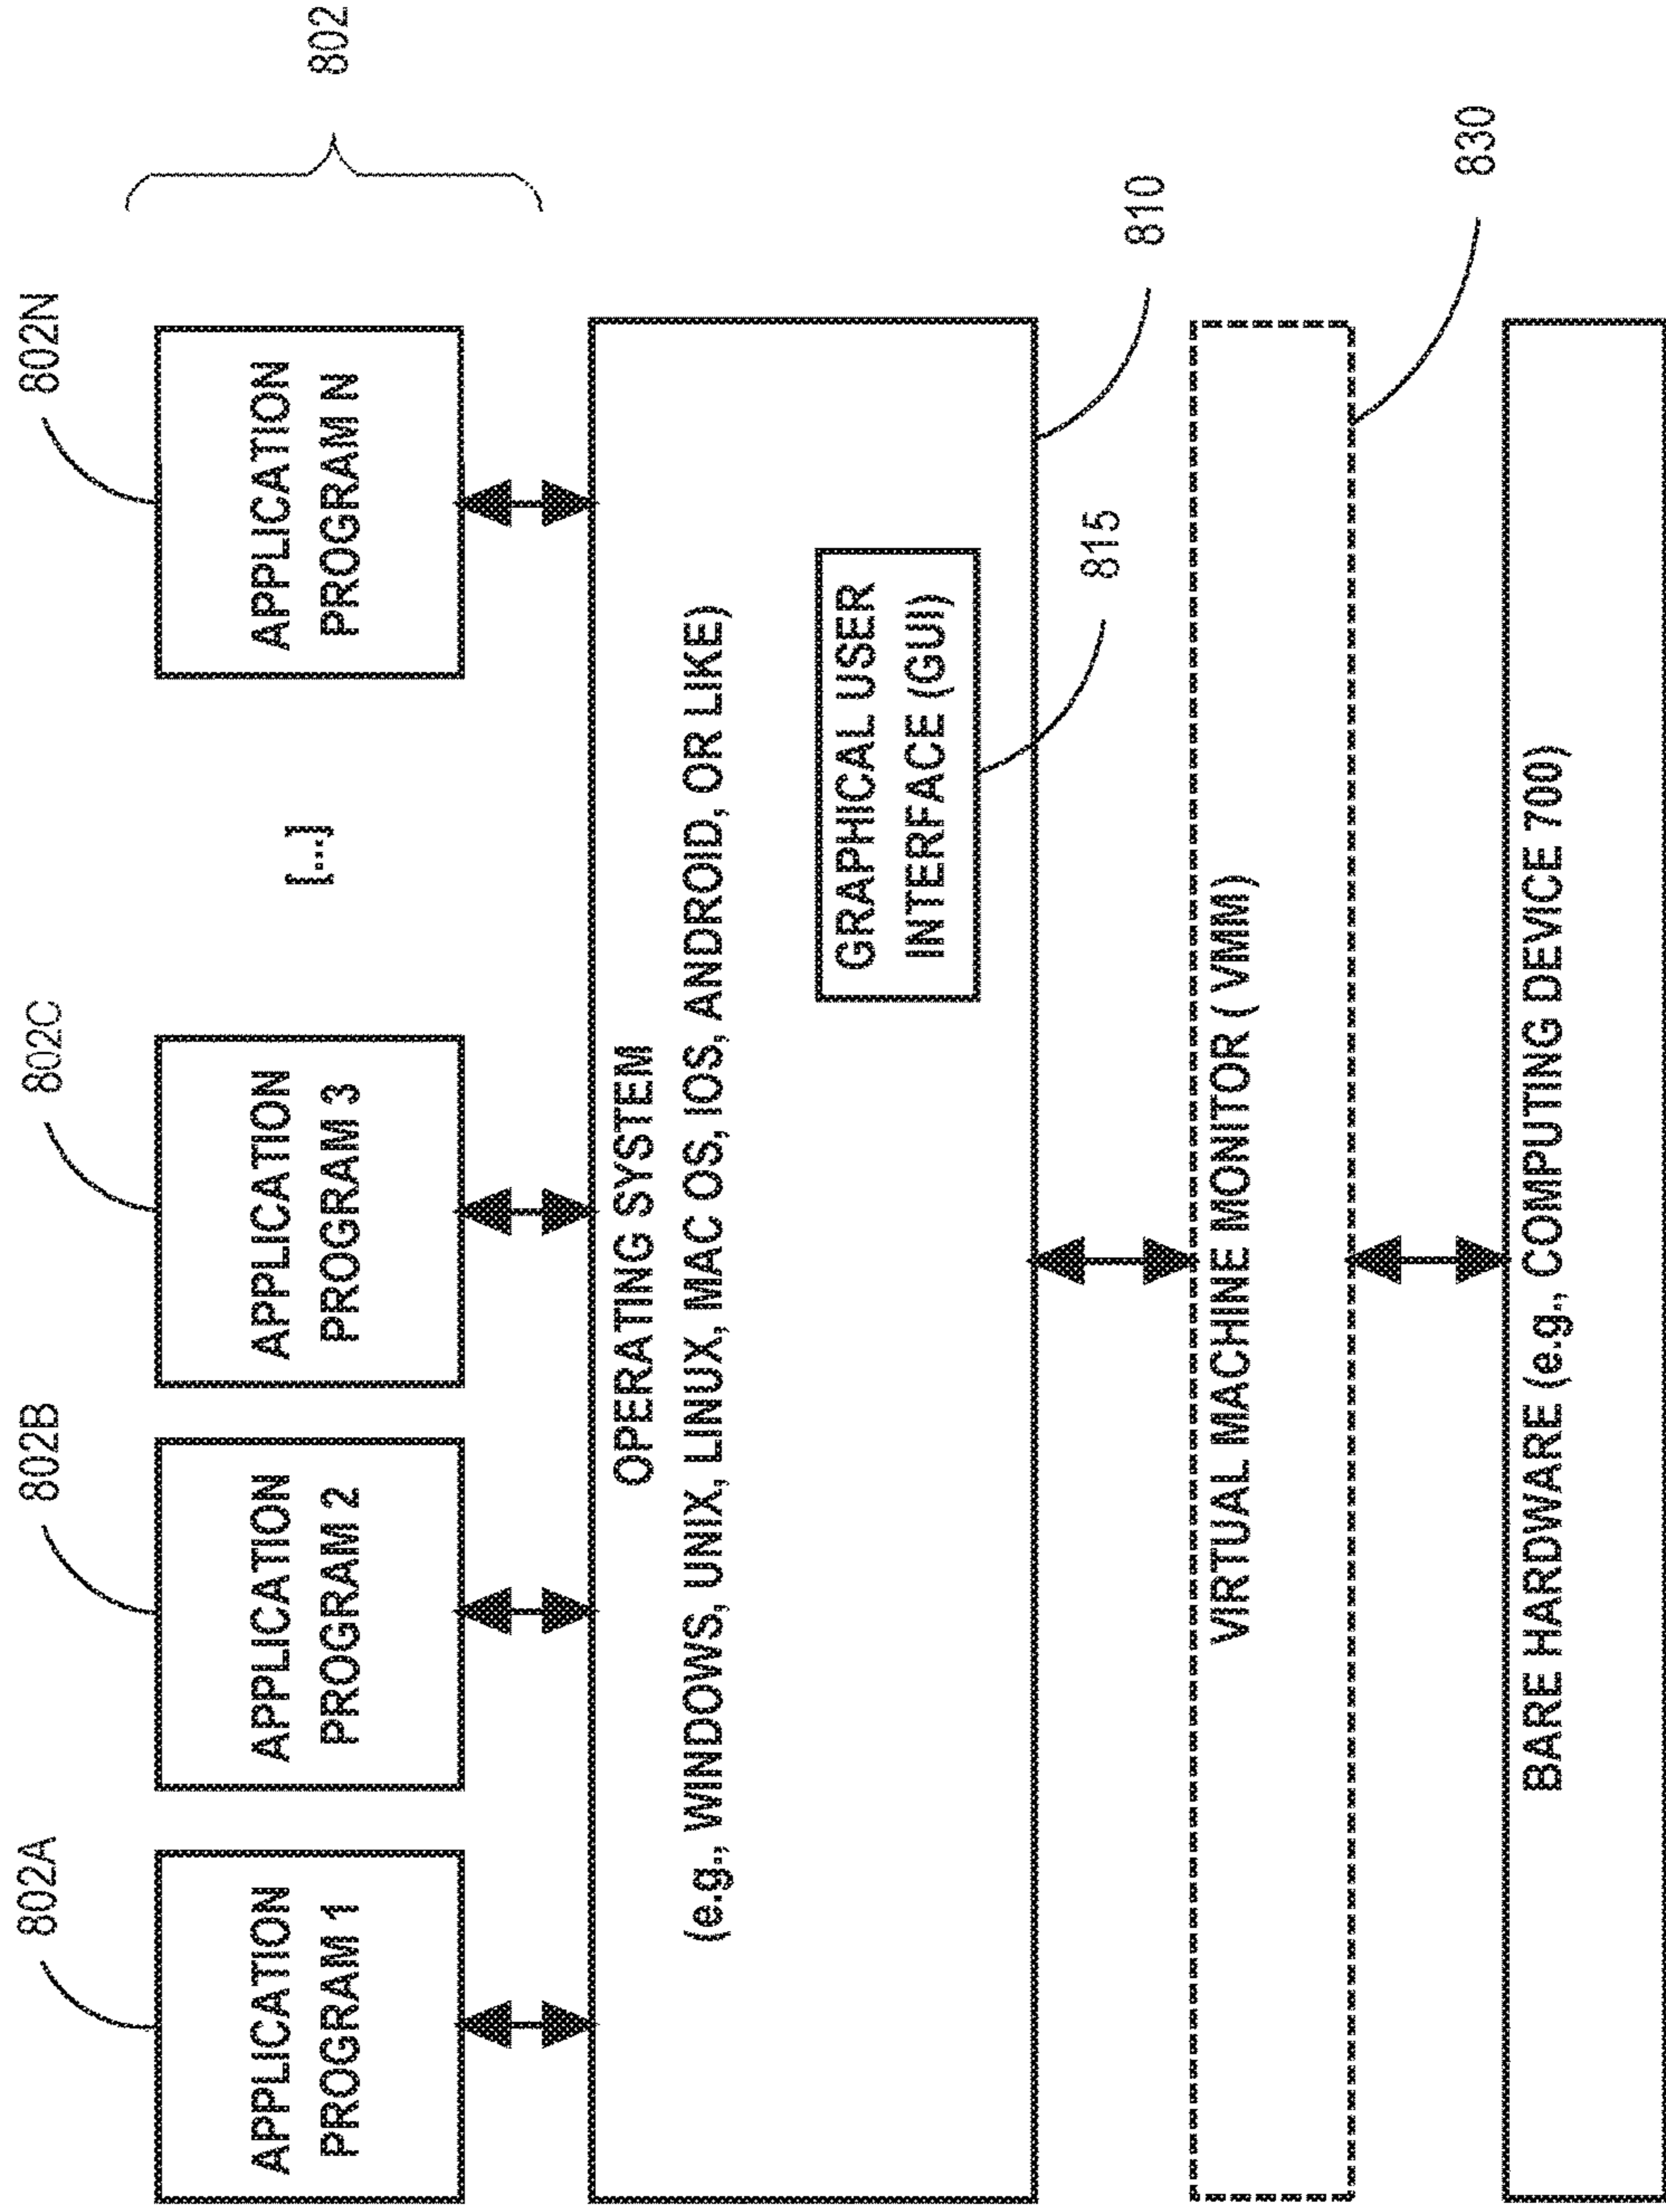 802A
802B
802C
802N
802
APPLICATION
PROGRAM 1
APPLICATION
PROGRAM 2
APPLICATION
PROGRAM 3
[...]
APPLICATION
PROGRAM N
OPERATING SYSTEM
(e.g., WINDOWS, UNIX, LINUX, MAC OS, IOS, ANDROID, OR LIKE)
GRAPHICAL USER
INTERFACE (GUI)
815
810
VIRTUAL MACHINE MONITOR ( VMM)
830
BARE HARDWARE (e.g., COMPUTING DEVICE 700)